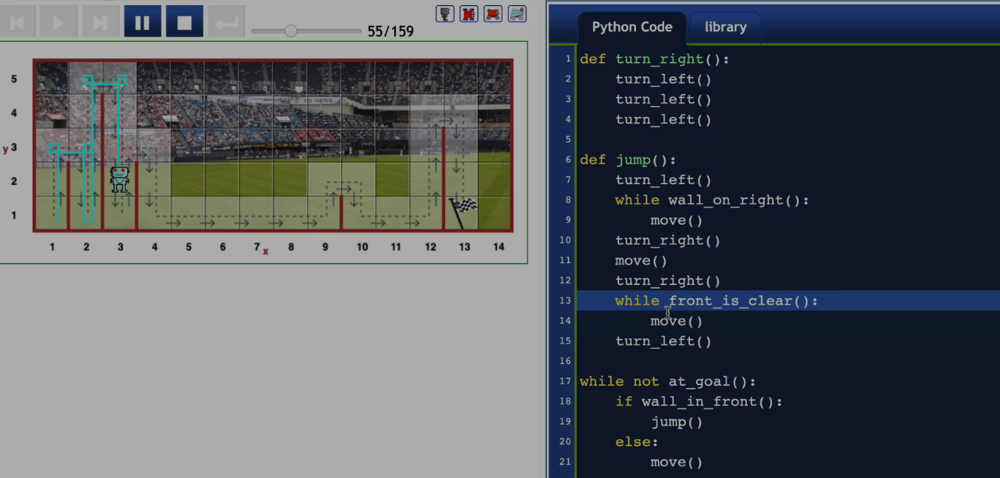 55/159
5
4
y 3
2
1
1 2 3 4 5 6 7 x 8 9 10 11 12 13 14
Python Code library
1 def turn_right():
2 turn_left()
3 turn_left()
4 turn_left()
5
6 def jump():
7 turn_left()
8 while wall_on_right():
9 move()
10 turn_right()
11 move()
12 turn_right()
13 while front_is_clear():
14 move()
15 turn_left()
16
17 while not at_goal():
18 if wall_in_front():
19 jump()
20 else:
21 move()